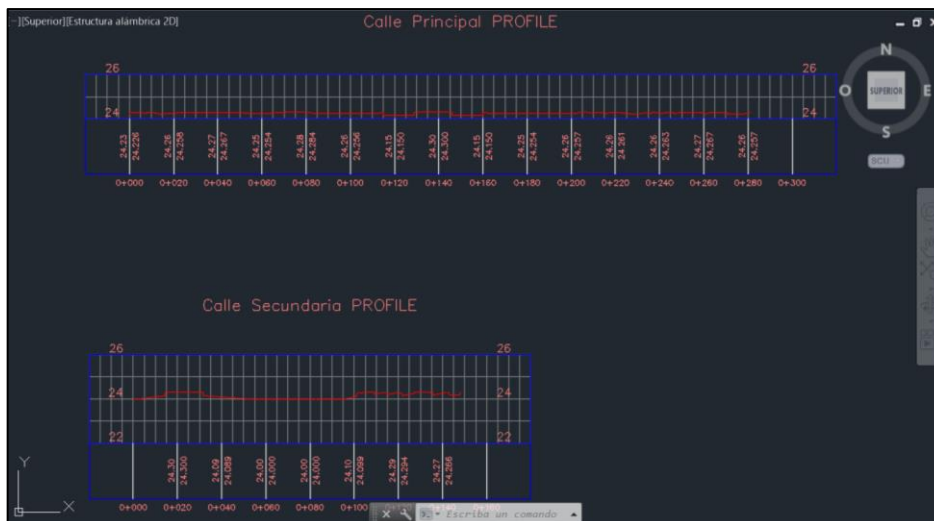 -][Superior][Estructura alámbrica 2D]
Calle Principal PROFILE
N
O SUPERIOR E
S
SCU
26 26
24 24
24.23 24.226 24.26 24.256 24.27 24.267 24.25 24.254 24.28 24.284 24.26 24.256 24.15 24.150 24.30 24.300 24.15 24.150 24.25 24.254 24.26 24.257 24.26 24.261 24.26 24.263 24.27 24.267 24.26 24.257
0+000 0+020 0+040 0+060 0+080 0+100 0+120 0+140 0+160 0+180 0+200 0+220 0+240 0+260 0+280 0+300
Calle Secundaria PROFILE
26 26
24 24
22 22
24.30 24.300 24.09 24.089 24.00 24.000 24.00 24.000 24.10 24.099 24.29 24.294 24.27 24.266
0+000 0+020 0+040 0+060 0+080 0+100
Y
X
Escriba un comando